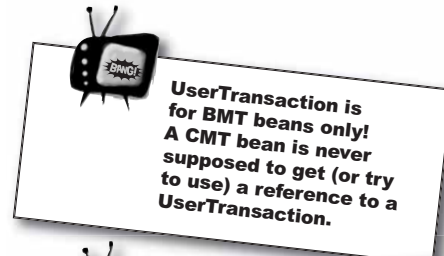 BANG!
UserTransaction is
for BMT beans only!
A CMT bean is never
supposed to get (or try
to use) a reference to a
UserTransaction.